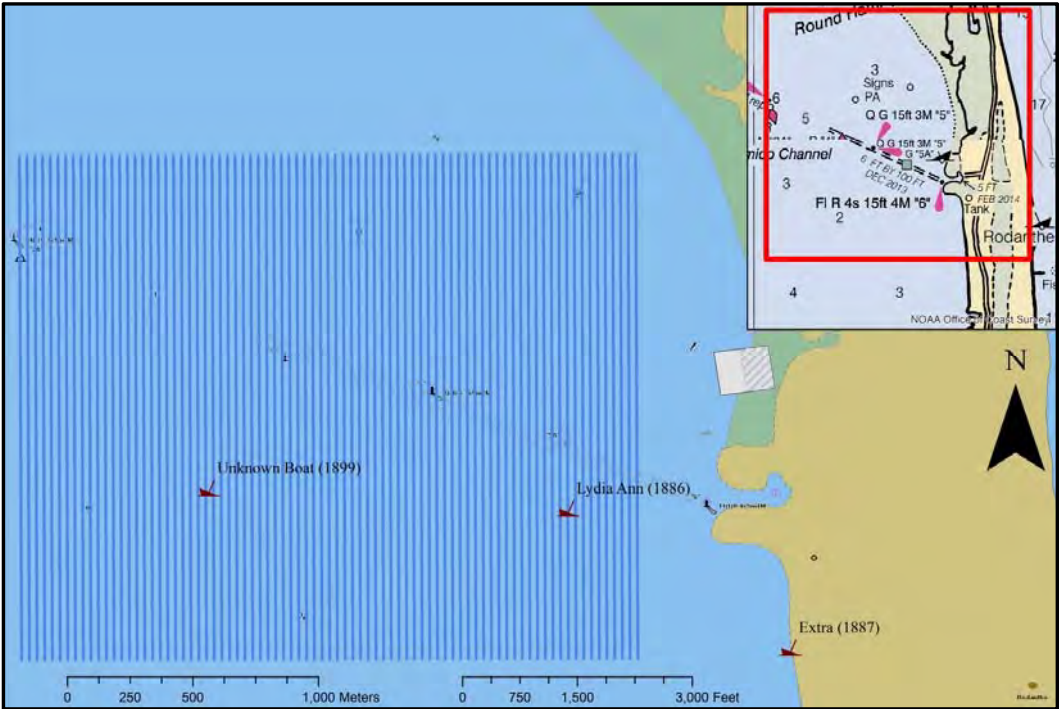 Round
3
Signs
PA
Q G 15ft 3M "5"
6
5
Q G 15ft 3M "5"
G "5A"
Channel
6 FT BY 100 FT
DEC 2013
3
5 FT
FEB 2014
Fl R 4s 15ft 4M "6"
2
Tank
17
Rodanthe
4
3
NOAA Office of Coast Survey
N
Unknown Boat (1899)
Lydia Ann (1886)
Extra (1887)
0 250 500 1,000 Meters
0 750 1,500 3,000 Feet